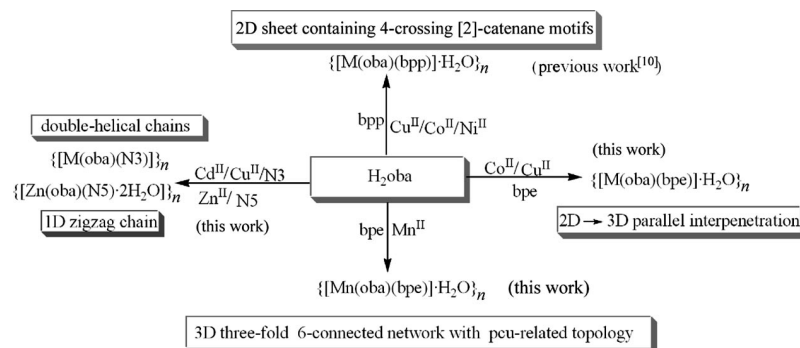 2D sheet containing 4-crossing [2]-catenane motifs
{[M(oba)(bpp)]·H₂O}ₙ (previous work[10])
bpp Cuᴵᴵ/Coᴵᴵ/Niᴵᴵ
double-helical chains
{[M(oba)(N3)]}ₙ
{[Zn(oba)(N5)·2H₂O]}ₙ
1D zigzag chain
Cdᴵᴵ/Cuᴵᴵ/N3
Znᴵᴵ/ N5
(this work)
H₂oba
Coᴵᴵ/Cuᴵᴵ
bpe
(this work)
{[M(oba)(bpe)]·H₂O}ₙ
2D → 3D parallel interpenetration
bpe Mnᴵᴵ
{[Mn(oba)(bpe)]·H₂O}ₙ (this work)
3D three-fold 6-connected network with pcu-related topology